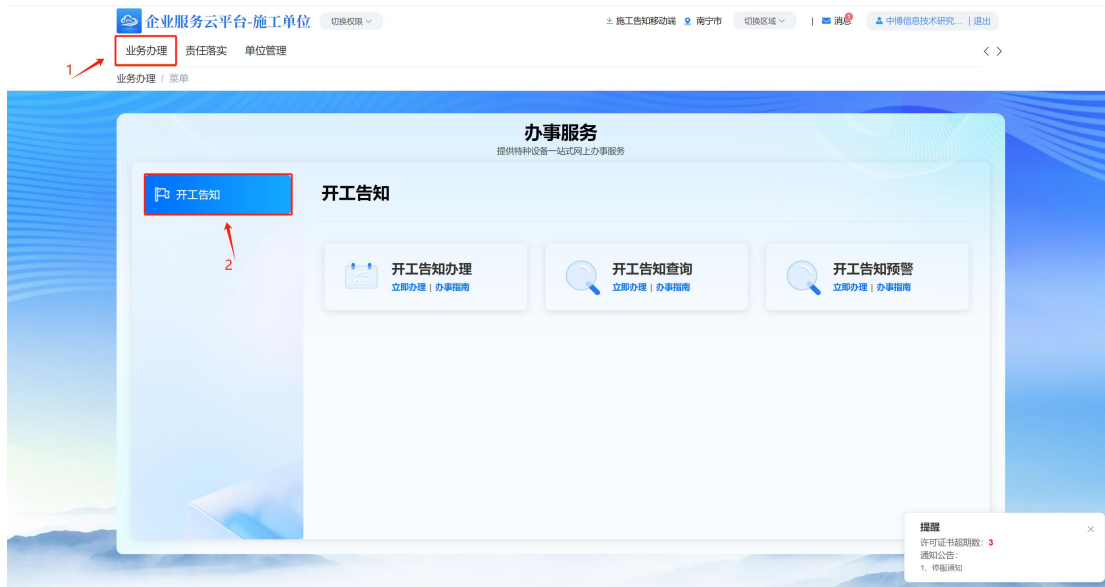 企业服务云平台-施工单位 切换权限 施工告知移动端 南宁市 切换区域 | 消息 中博信息技术研究... | 退出
业务办理 责任落实 单位管理
1
业务办理 / 菜单
办事服务
提供特种设备一站式网上办事服务
开工告知
开工告知
2
开工告知办理
立即办理 | 办事指南
开工告知查询
立即办理 | 办事指南
开工告知预警
立即办理 | 办事指南
提醒
许可证书超期数: 3
通知公告:
1、停服通知